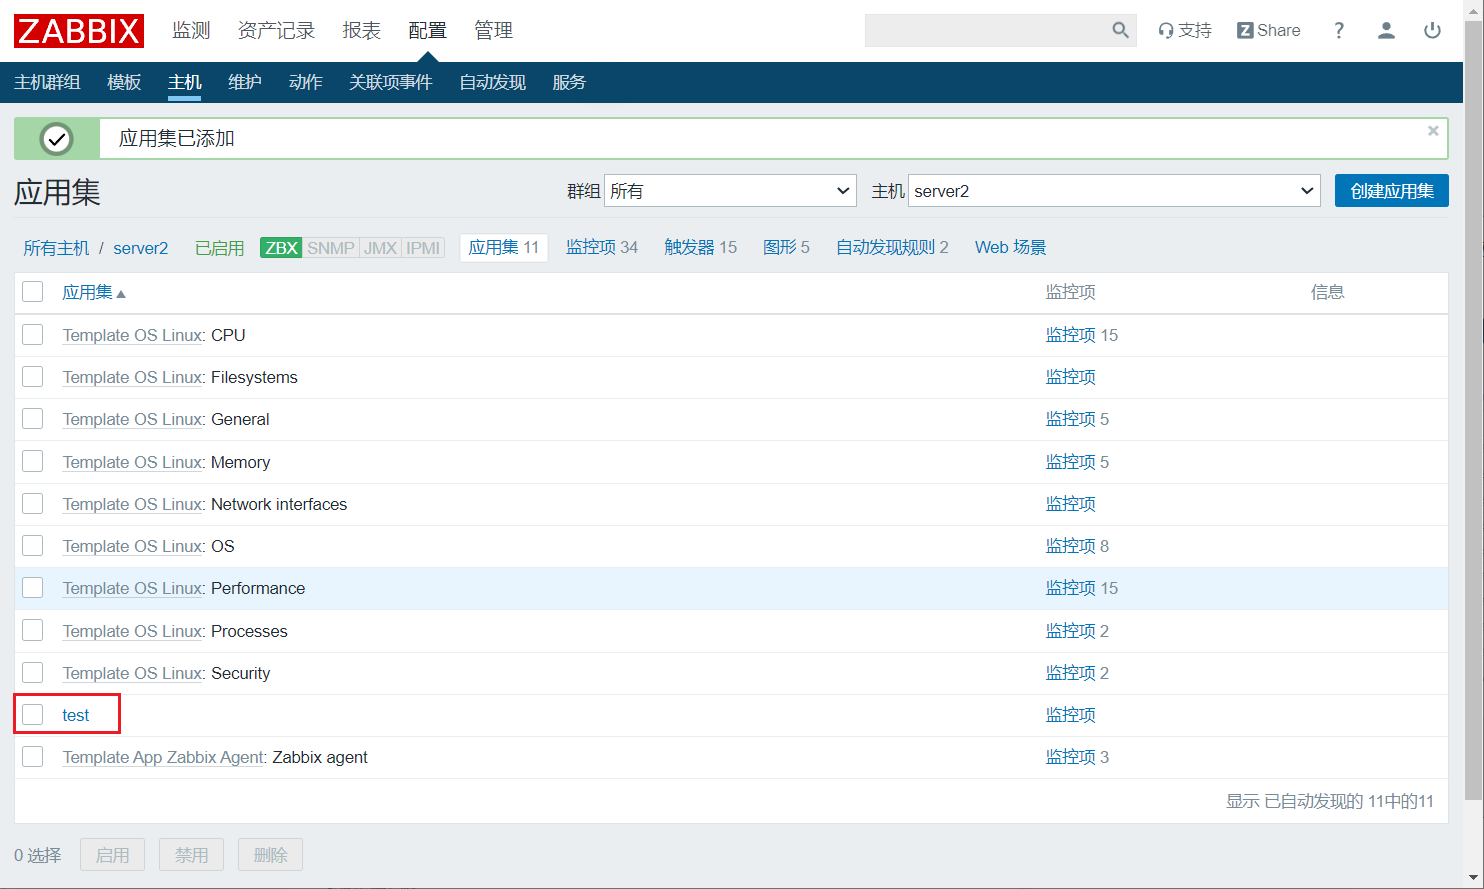 ZABBIX 监测 资产记录 报表 配置 管理 支持 Z Share ?
主机群组 模板 主机 维护 动作 关联项事件 自动发现 服务
应用集已添加 ×
应用集 群组 所有 主机 server2 创建应用集
所有主机 / server2 已启用 ZBX SNMP JMX IPMI 应用集 11 监控项 34 触发器 15 图形 5 自动发现规则 2 Web 场景
应用集▲ 监控项 信息
Template OS Linux: CPU 监控项 15
Template OS Linux: Filesystems 监控项
Template OS Linux: General 监控项 5
Template OS Linux: Memory 监控项 5
Template OS Linux: Network interfaces 监控项
Template OS Linux: OS 监控项 8
Template OS Linux: Performance 监控项 15
Template OS Linux: Processes 监控项 2
Template OS Linux: Security 监控项 2
test 监控项
Template App Zabbix Agent: Zabbix agent 监控项 3
显示 已自动发现的 11中的11
0 选择 启用 禁用 删除